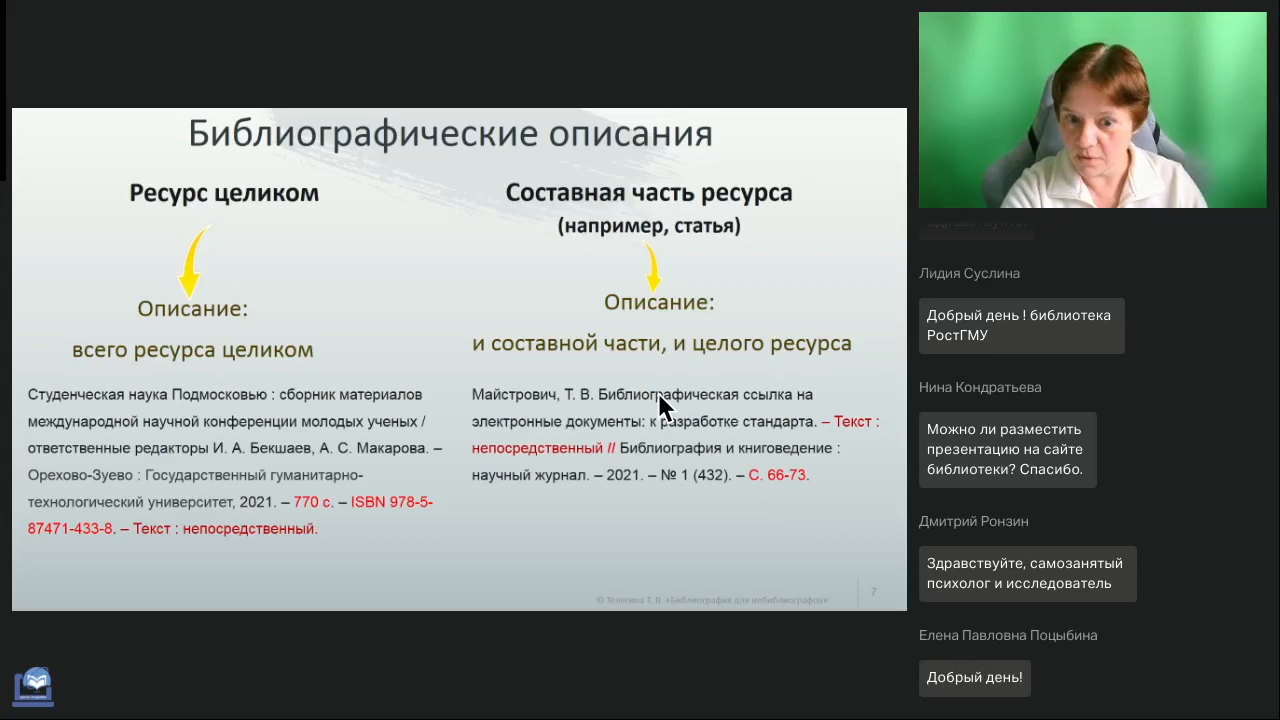 Библиографические описания
Ресурс целиком
Описание:
всего ресурса целиком
Студенческая наука Подмосковью : сборник материалов
международной научной конференции молодых ученых /
ответственные редакторы И. А. Бекшаев, А. С. Макарова. –
Орехово-Зуево : Государственный гуманитарно-
технологический университет, 2021. – 770 с. – ISBN 978-5-
87471-433-8. – Текст : непосредственный.
Составная часть ресурса
(например, статья)
Описание:
и составной части, и целого ресурса
Майстрович, Т. В. Библиографическая ссылка на
электронные документы: к разработке стандарта. – Текст :
непосредственный // Библиография и книговедение :
научный журнал. – 2021. – № 1 (432). – С. 66-73.
© Телегина Т. В. «Библиография для небиблиографов»
7
Лидия Суслина
Добрый день ! библиотека
РостГМУ
Нина Кондратьева
Можно ли разместить
презентацию на сайте
библиотеки? Спасибо.
Дмитрий Ронзин
Здравствуйте, самозанятый
психолог и исследователь
Елена Павловна Поцыбина
Добрый день!